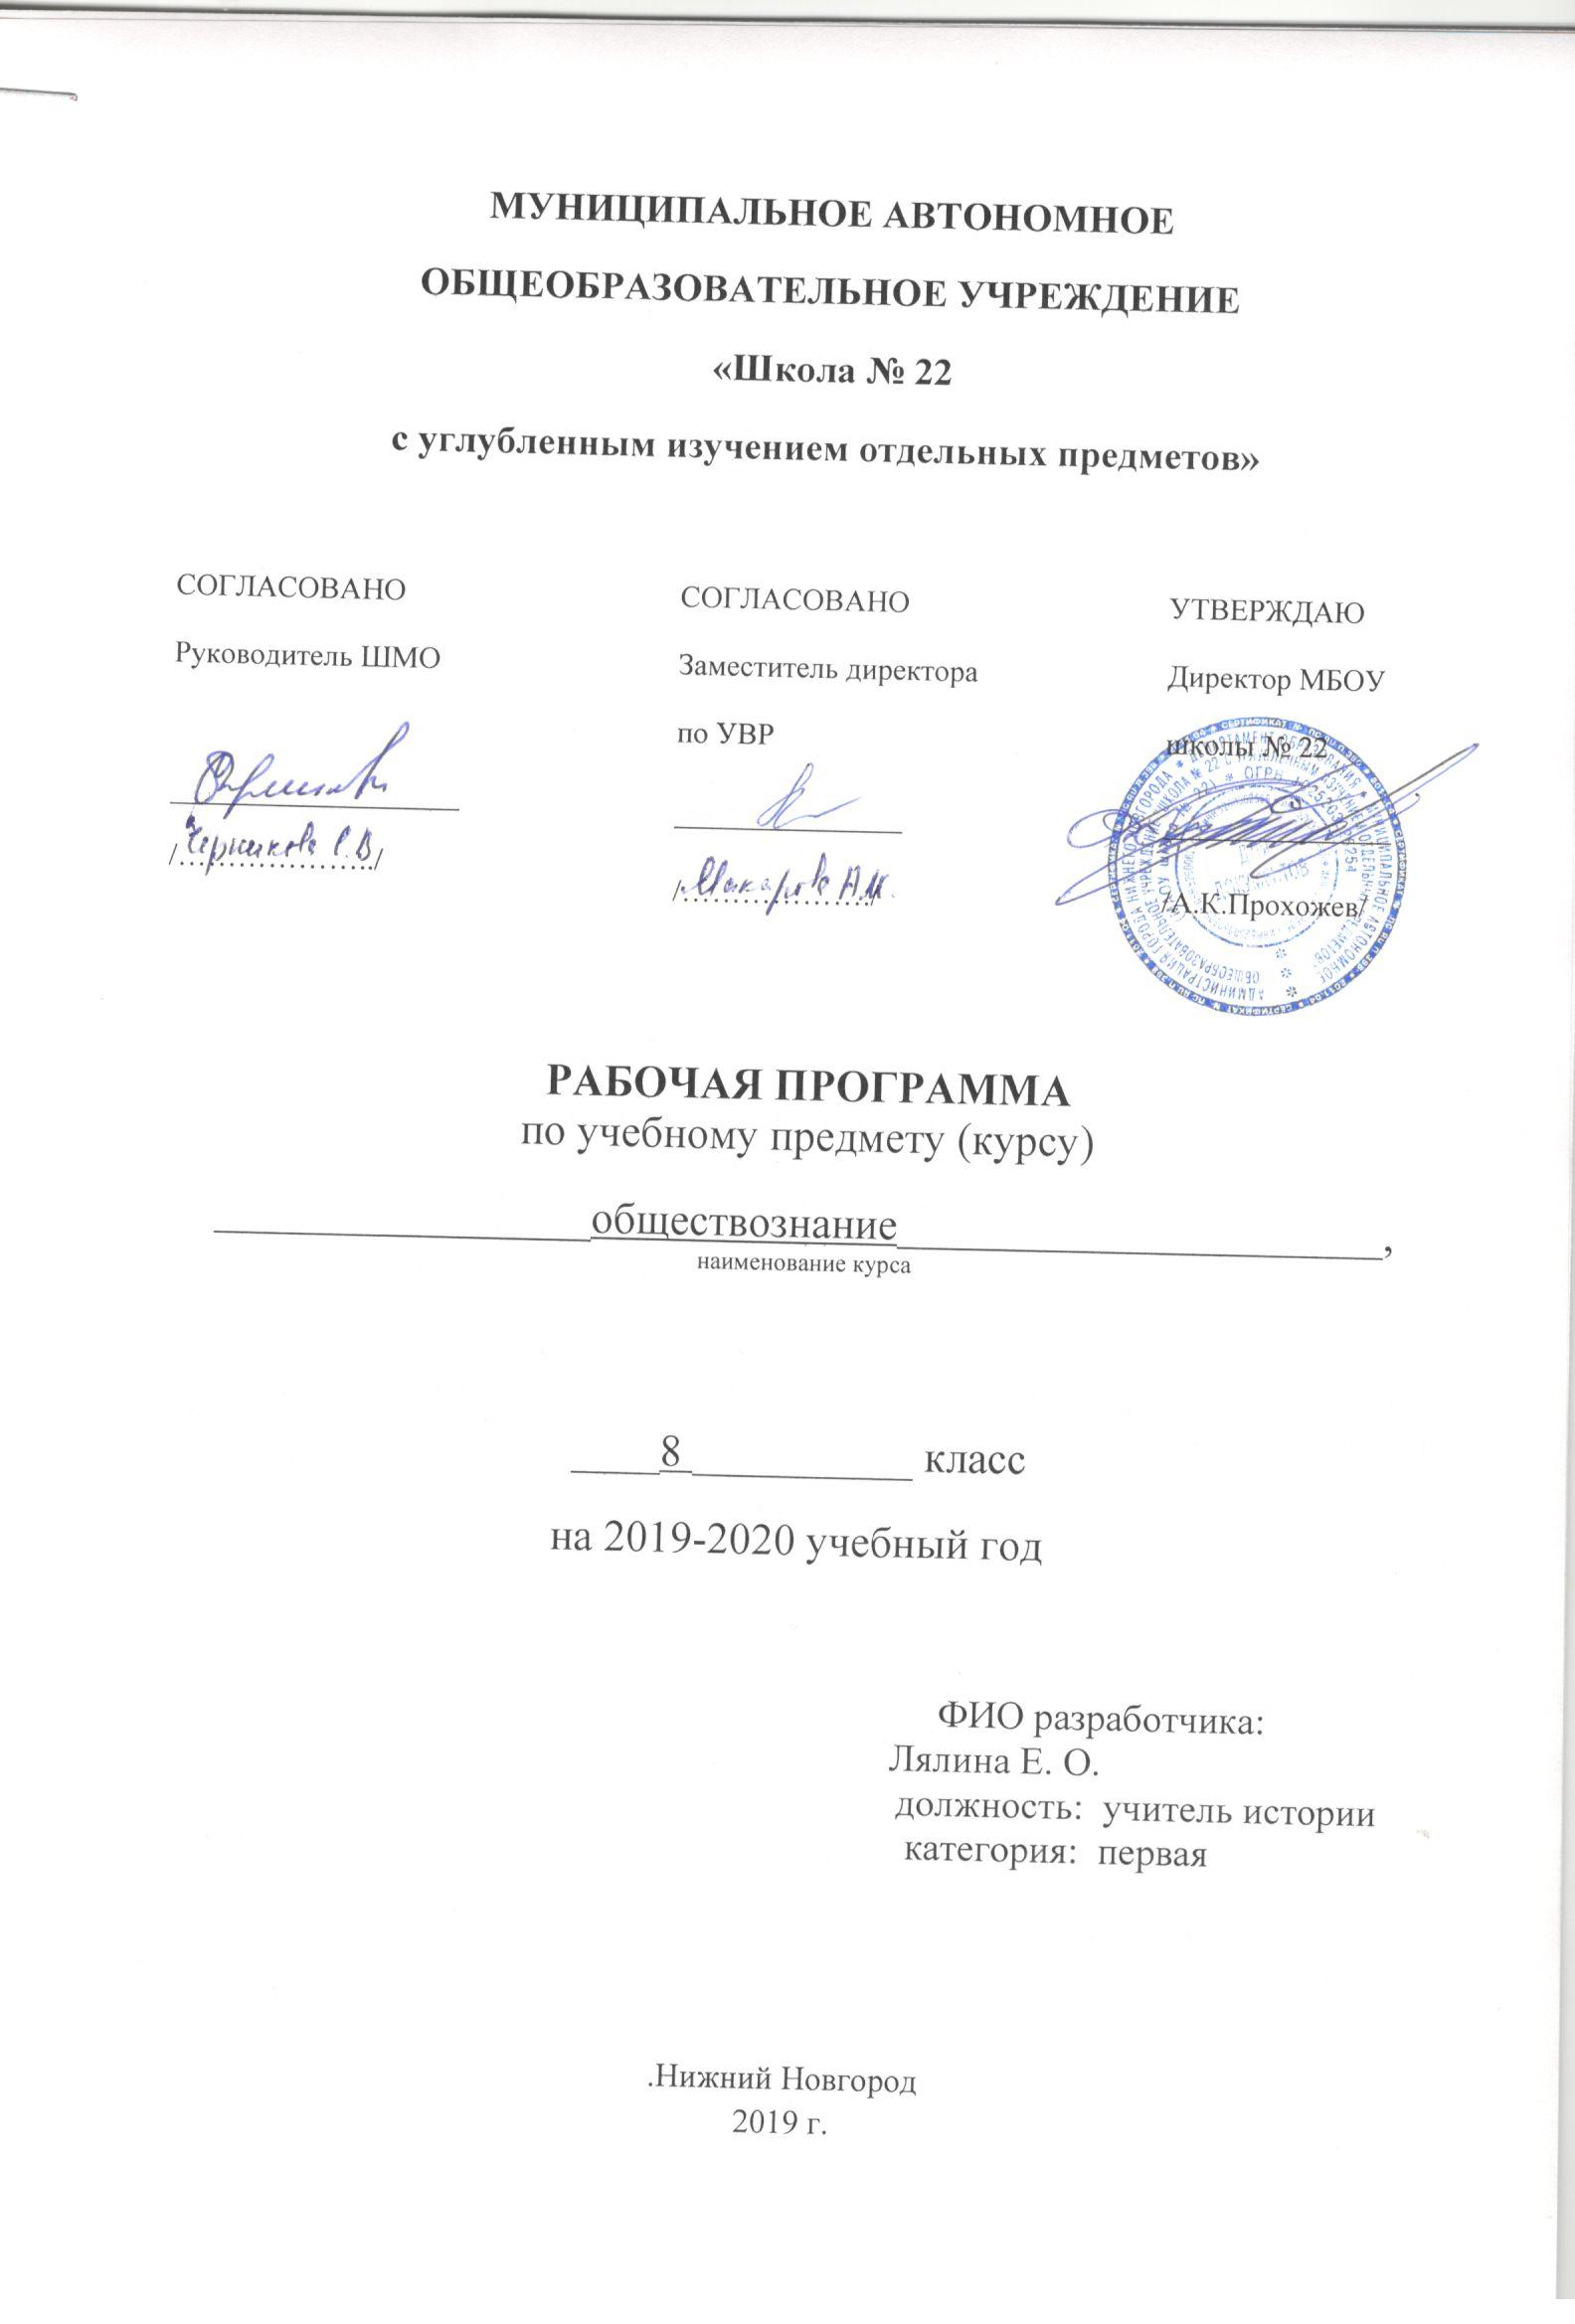 МУНИЦИПАЛЬНОЕ АВТОНОМНОЕ
ОБЩЕОБРАЗОВАТЕЛЬНОЕ УЧРЕЖДЕНИЕ
«Школа № 22
с углубленным изучением отдельных предметов»
СОГЛАСОВАНО
Руководитель ШМО
/Черникова С.В/
СОГЛАСОВАНО
Заместитель директора
по УВР
/Макарова А.М./
УТВЕРЖДАЮ
Директор МБОУ
школы № 22
/А.К.Прохожев/
РАБОЧАЯ ПРОГРАММА
по учебному предмету (курсу)
обществознание,
наименование курса
8 класс
на 2019-2020 учебный год
ФИО разработчика:
Лялина Е. О.
должность: учитель истории
категория: первая
.Нижний Новгород
2019 г.